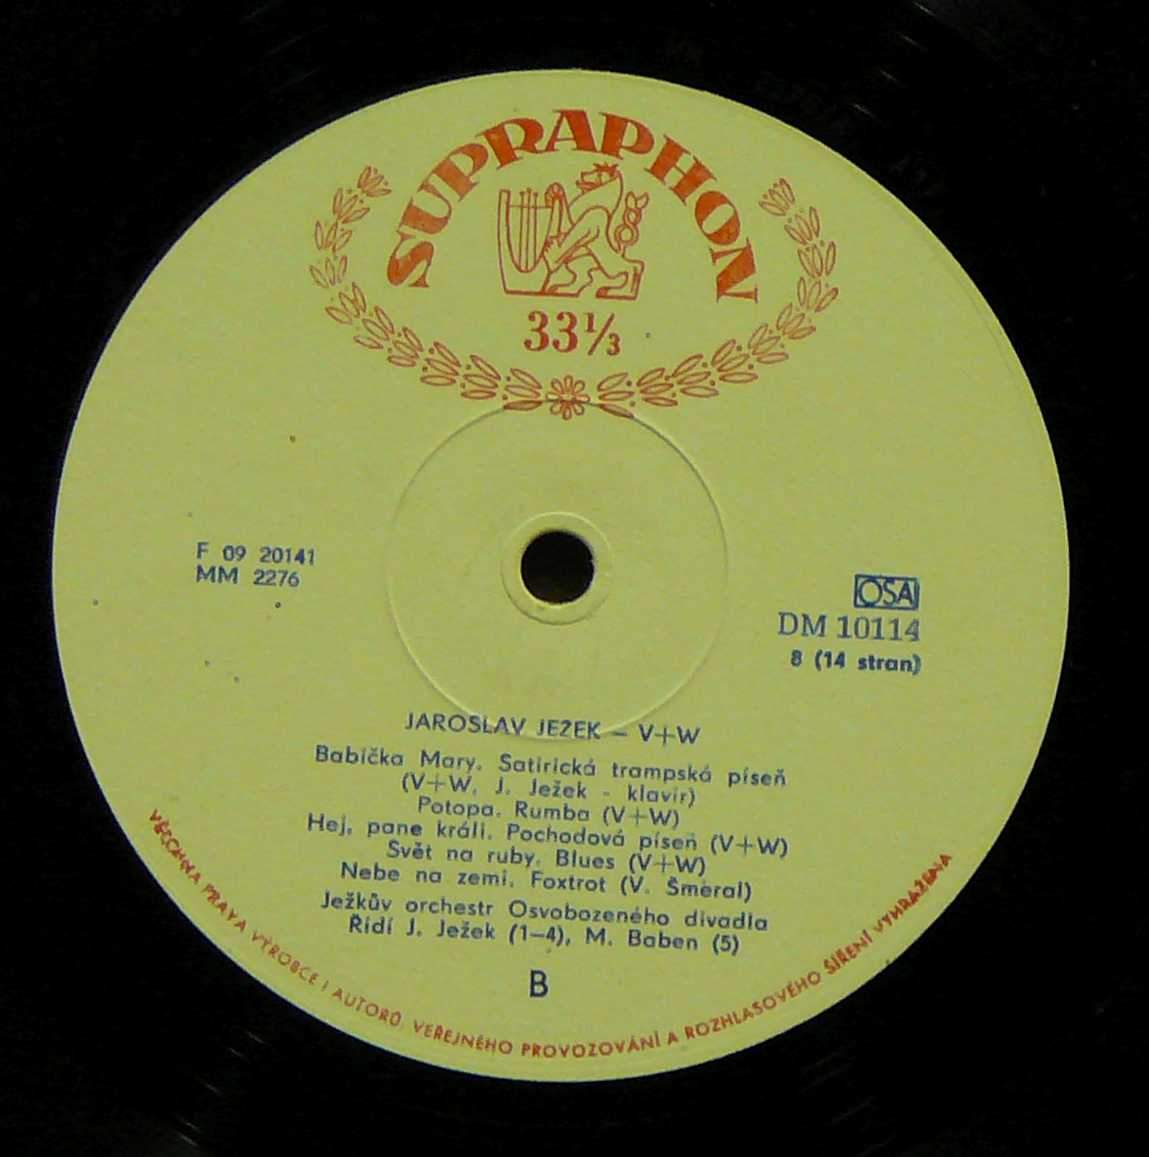 SUPRAPHON
33⅓
F 09 20141
MM 2276
OSA
DM 10114
8 (14 stran)
JAROSLAV JEŽEK – V+W
Babička Mary. Satirická trampská píseň
(V+W, J. Ježek - klavír)
Potopa. Rumba (V+W)
Hej, pane králi. Pochodová píseň (V+W)
Svět na ruby. Blues (V+W)
Nebe na zemi. Foxtrot (V. Šmeral)
Ježkův orchestr Osvobozeného divadla
Řídí J. Ježek (1–4), M. Baben (5)
B
VŠECHNA PRAVA VÝROBCE I AUTORŮ VEŘEJNÉHO PROVOZOVÁNÍ A ROZHLASOVÉHO ŠÍŘENÍ VYHRAŽENA